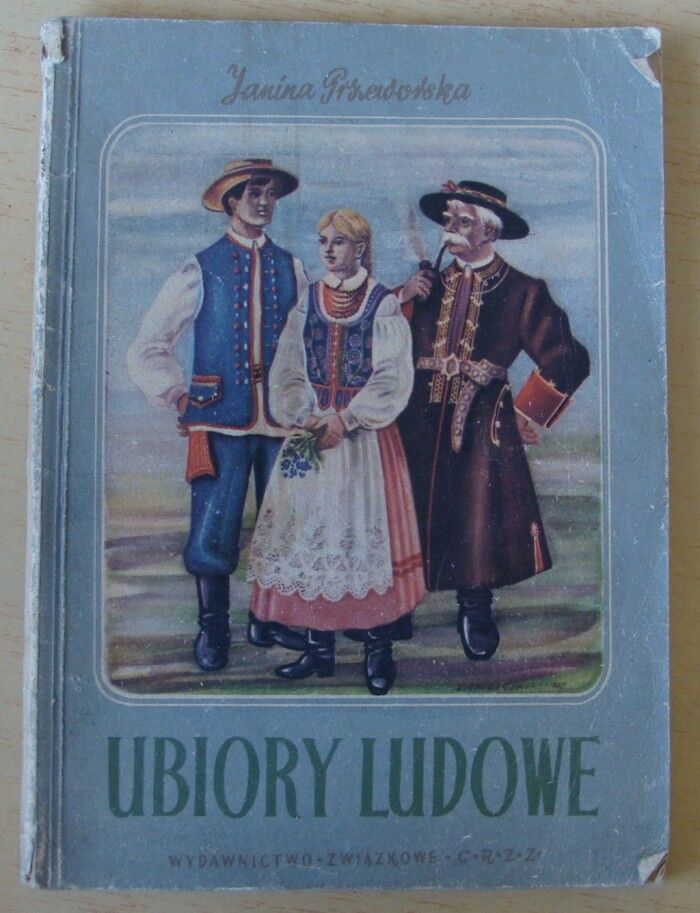 Janina Przeworska
UBIORY LUDOWE
WYDAWNICTWO • ZWIĄZKOWE • C • R • Z • Z •